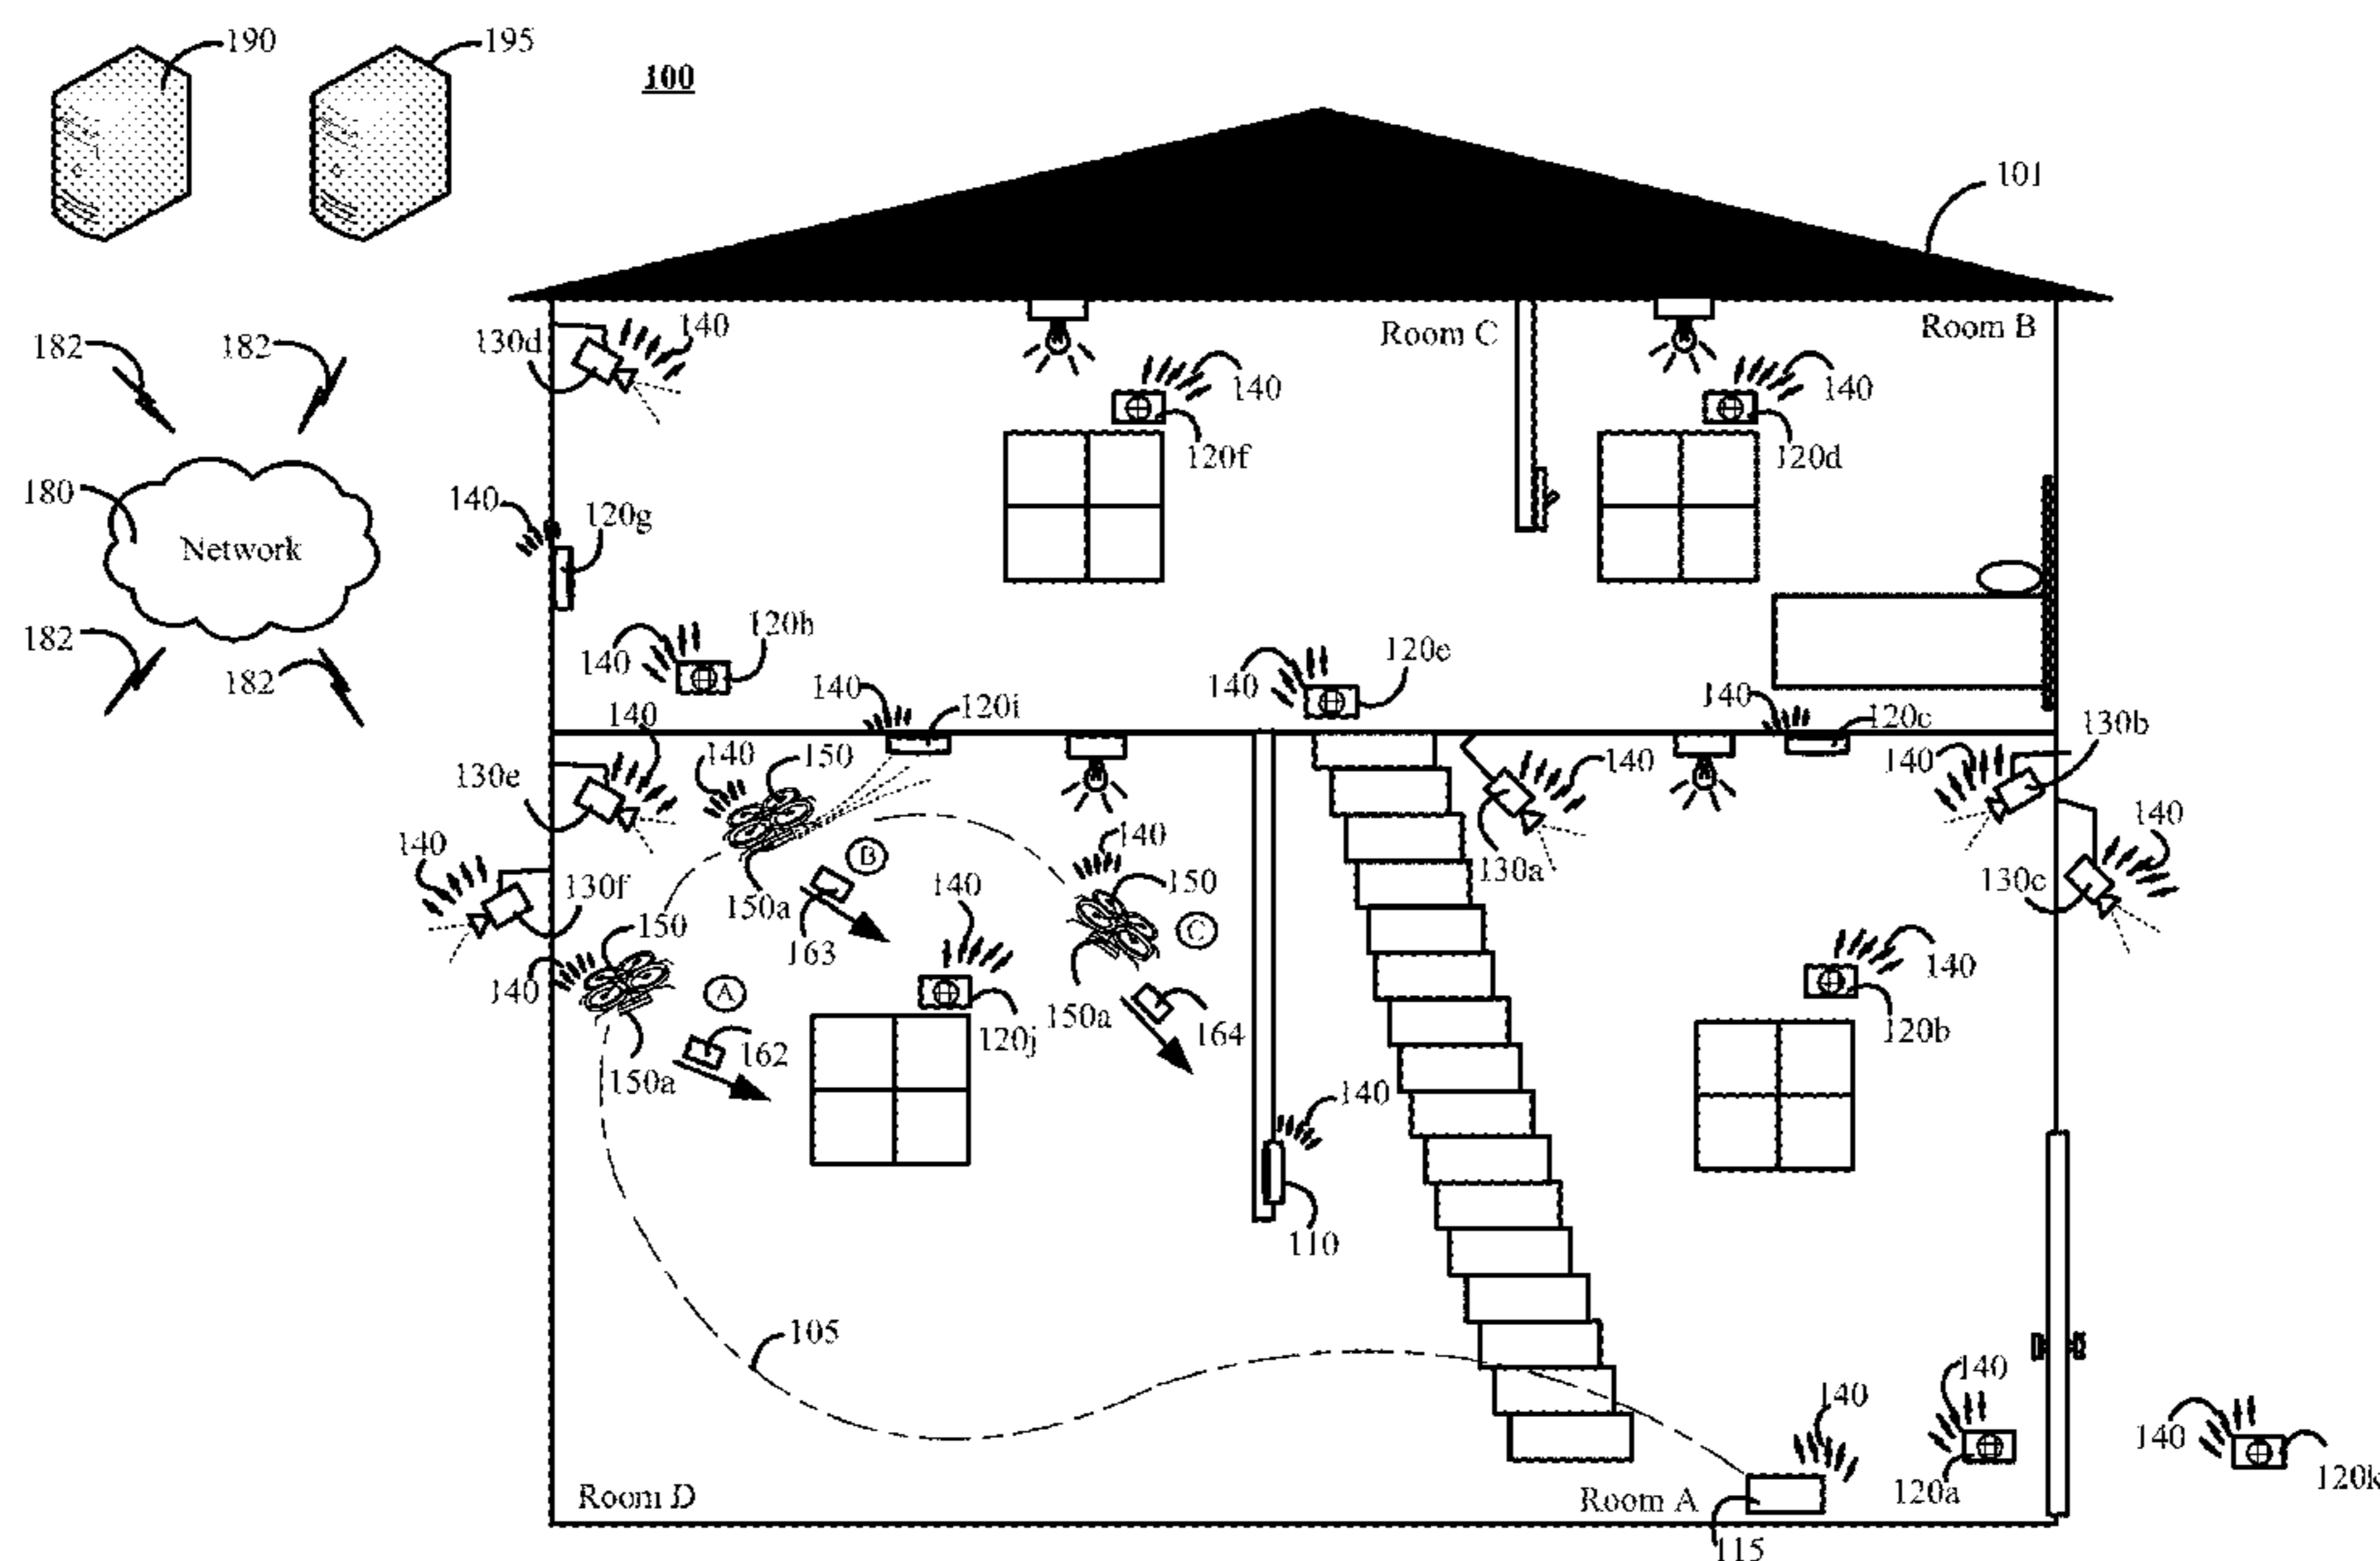 190
195
100
101
182
182
130d
140
Room C
Room B
140
140
120f
120d
180
Network
140
120g
182
182
140
120h
140
120e
140
120i
140
120c
140
130b
140
140
150
130e
140
140
140
140
130f
150a
B
163
140
150
C
130a
130c
150
140
A
162
150a
140
120j
150a
164
140
120b
140
110
105
140
140
140
120k
120a
Room D
Room A
115